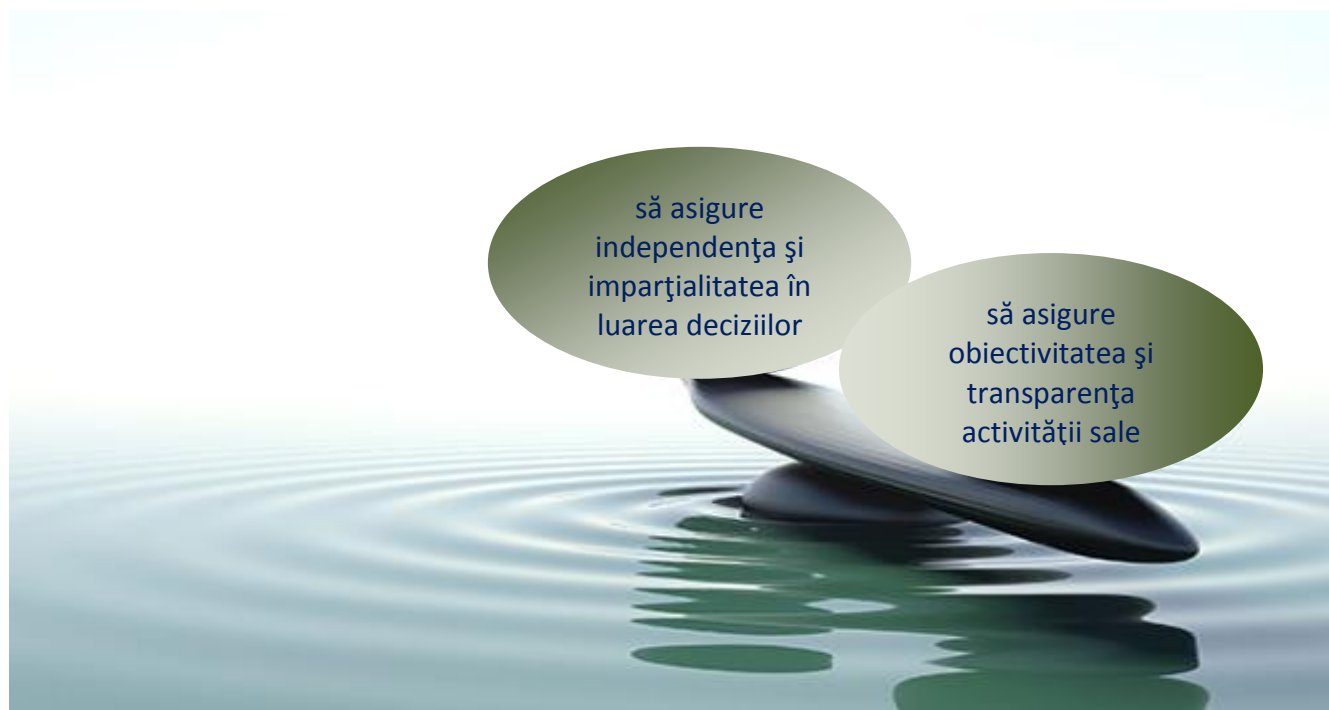 să asigure
independenţa şi
imparţialitatea în
luarea deciziilor
să asigure
obiectivitatea şi
transparenţa
activităţii sale